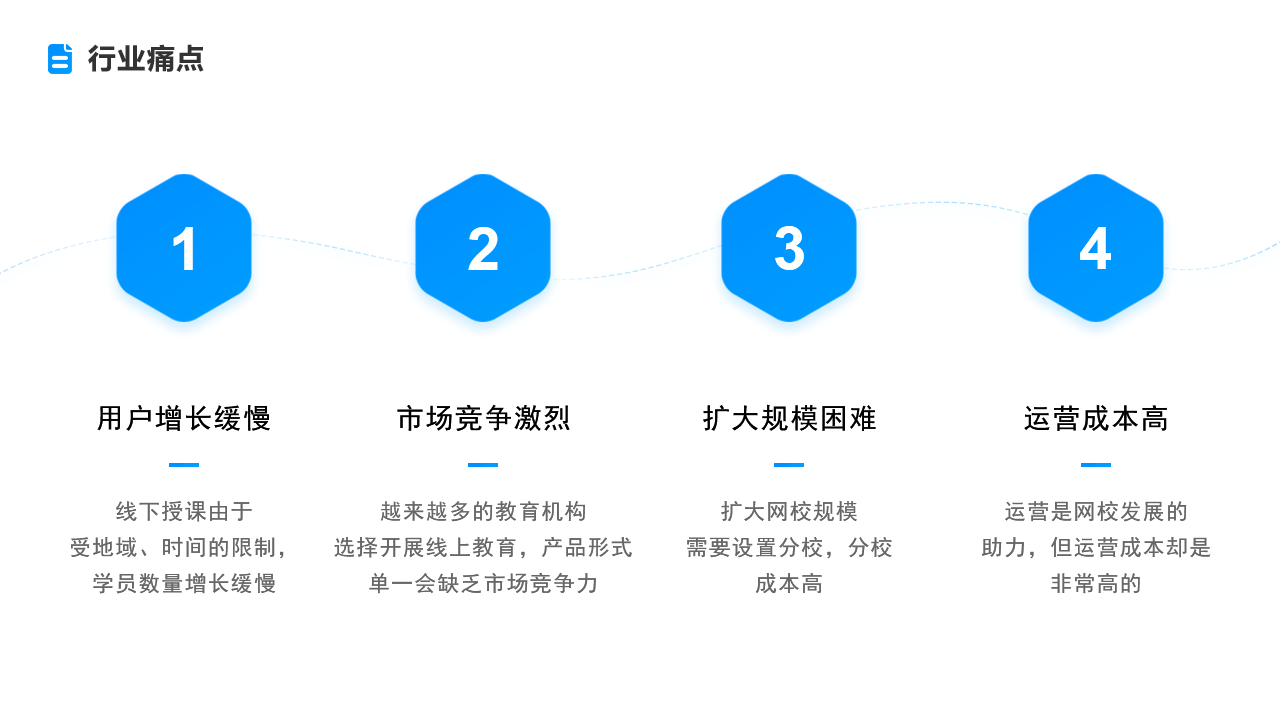 行业痛点
1
2
3
4
用户增长缓慢
线下授课由于
受地域、时间的限制，
学员数量增长缓慢
市场竞争激烈
越来越多的教育机构
选择开展线上教育，产品形式
单一会缺乏市场竞争力
扩大规模困难
扩大网校规模
需要设置分校，分校
成本高
运营成本高
运营是网校发展的
助力，但运营成本却是
非常高的